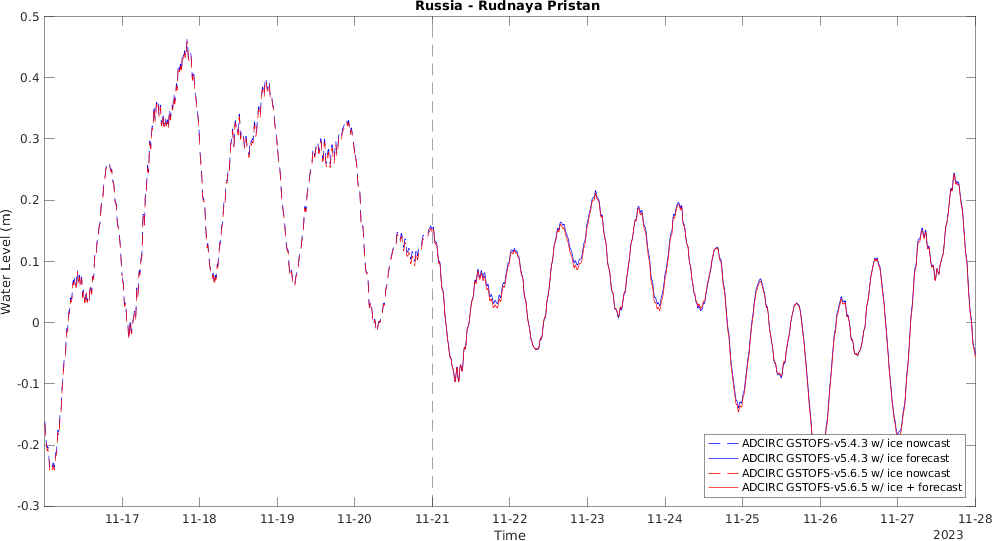 Russia - Rudnaya Pristan
0.5
0.4
0.3
0.2
0.1
0
-0.1
-0.2
-0.3
Water Level (m)
ADCIRC GSTOFS-v5.4.3 w/ ice nowcast
ADCIRC GSTOFS-v5.4.3 w/ ice forecast
ADCIRC GSTOFS-v5.6.5 w/ ice nowcast
ADCIRC GSTOFS-v5.6.5 w/ ice + forecast
11-17 11-18 11-19 11-20 11-21 11-22 11-23 11-24 11-25 11-26 11-27 11-28
Time
2023